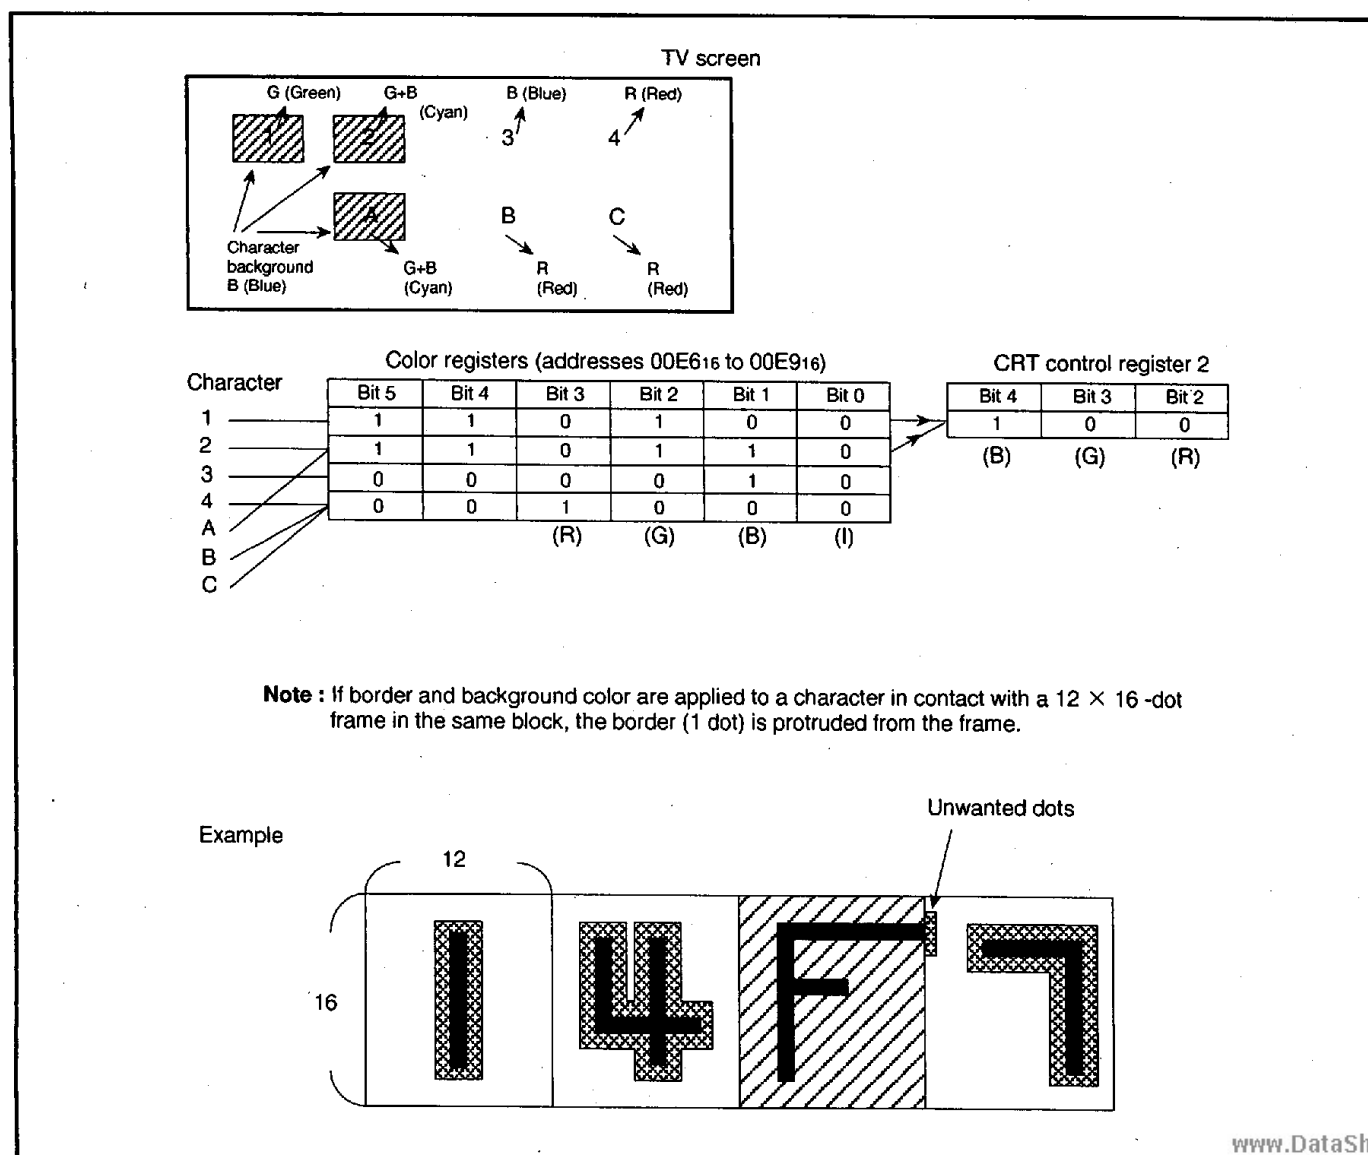 TV screen
G (Green) G+B (Cyan) B (Blue) R (Red)
1 2 3 4
A B C
Character background B (Blue)
G+B (Cyan) R (Red) R (Red)
Color registers (addresses 00E616 to 00E916)
CRT control register 2
Character
Bit 5 Bit 4 Bit 3 Bit 2 Bit 1 Bit 0 Bit 4 Bit 3 Bit 2
1 1 1 0 1 0 0 1 0 0
2 1 1 0 1 1 0 (B) (G) (R)
3 0 0 0 0 1 0
4 0 0 1 0 0 0
A (R) (G) (B) (I)
B
C
Note : If border and background color are applied to a character in contact with a 12 × 16 -dot
frame in the same block, the border (1 dot) is protruded from the frame.
Unwanted dots
Example
12
16
1 4 F 7
www.DataSh